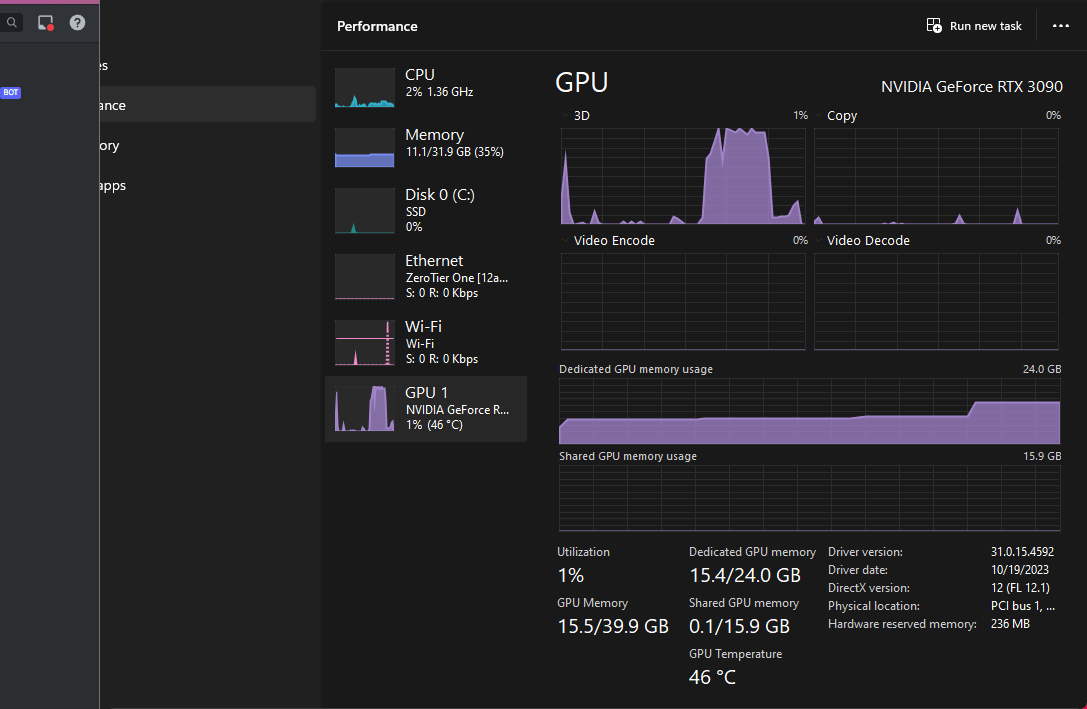 BOT
es
ance
ory
apps
Performance
Run new task
CPU
2% 1.36 GHz
Memory
11.1/31.9 GB (35%)
Disk 0 (C:)
SSD
0%
Ethernet
ZeroTier One [12a...
S: 0 R: 0 Kbps
Wi-Fi
Wi-Fi
S: 0 R: 0 Kbps
GPU 1
NVIDIA GeForce R...
1% (46 °C)
GPU
NVIDIA GeForce RTX 3090
3D 1%
Copy 0%
Video Encode 0%
Video Decode 0%
Dedicated GPU memory usage 24.0 GB
Shared GPU memory usage 15.9 GB
Utilization
1%
GPU Memory
15.5/39.9 GB
Dedicated GPU memory
15.4/24.0 GB
Shared GPU memory
0.1/15.9 GB
GPU Temperature
46 °C
Driver version: 31.0.15.4592
Driver date: 10/19/2023
DirectX version: 12 (FL 12.1)
Physical location: PCI bus 1, ...
Hardware reserved memory: 236 MB